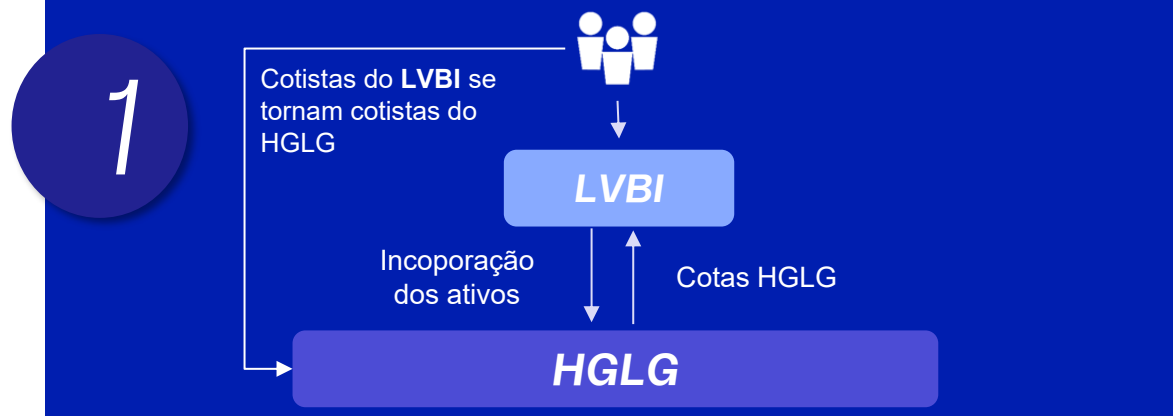 1
Cotistas do LVBI se
tornam cotistas do
HGLG
LVBI
Incoporação
dos ativos
Cotas HGLG
HGLG